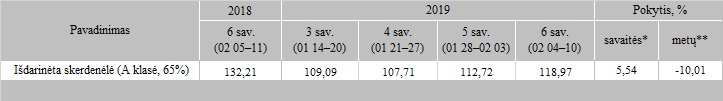 Pavadinimas 2018 2019 Pokytis, %
6 sav. (02 05–11) 3 sav. (01 14–20) 4 sav. (01 21–27) 5 sav. (01 28–02 03) 6 sav. (02 04–10) savaitės* metų**
Išdarinėta skerdenėlė (A klasė, 65%) 132,21 109,09 107,71 112,72 118,97 5,54 -10,01